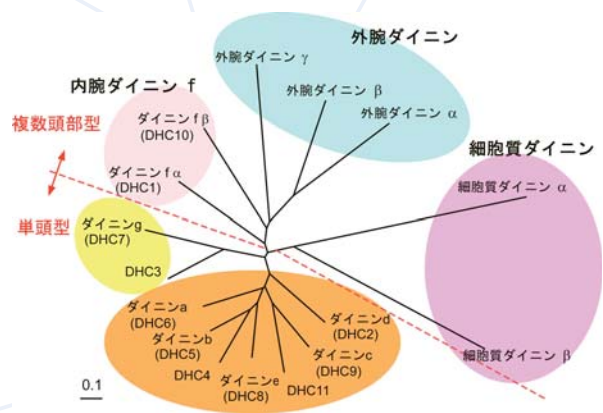 外腕ダイニン
外腕ダイニン γ
外腕ダイニン β
外腕ダイニン α
内腕ダイニン f
ダイニン f β
(DHC10)
ダイニン f α
(DHC1)
複数頭部型
単頭型
細胞質ダイニン
細胞質ダイニン α
細胞質ダイニン β
ダイニンg
(DHC7)
DHC3
ダイニンa
(DHC6)
ダイニンb
(DHC5)
DHC4
ダイニンe
(DHC8)
DHC11
ダイニンc
(DHC9)
ダイニンd
(DHC2)
0.1